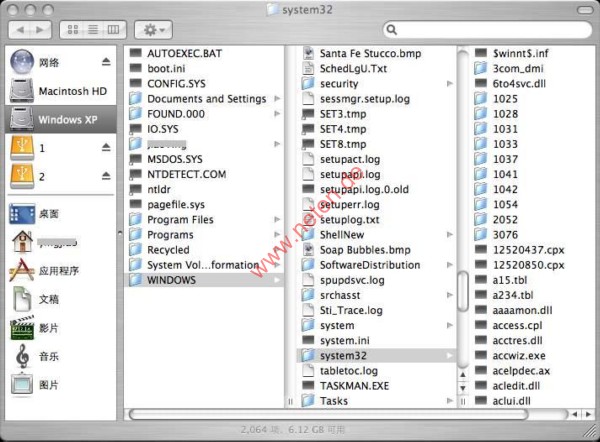 system32
网络
Macintosh HD
Windows XP
1
2
桌面
应用程序
文稿
影片
音乐
图片
AUTOEXEC.BAT
boot.ini
CONFIG.SYS
Documents and Settings
FOUND.000
IO.SYS
MSDOS.SYS
NTDETECT.COM
ntldr
pagefile.sys
Program Files
Programs
Recycled
System Vol...formation
WINDOWS
Santa Fe Stucco.bmp
SchedLgU.Txt
security
sessmgr.setup.log
SET3.tmp
SET4.tmp
SET8.tmp
setupact.log
setupapi.log
setupapi.log.0.old
setuperr.log
setuplog.txt
ShellNew
Soap Bubbles.bmp
SoftwareDistribution
spupdsvc.log
srchasst
Sti_Trace.log
system
system.ini
system32
tabletoc.log
TASKMAN.EXE
Tasks
$winnt$.inf
3com_dmi
6to4svc.dll
1025
1028
1031
1033
1037
1041
1042
1054
2052
3076
12520437.cpx
12520850.cpx
a15.tbl
a234.tbl
aaaamon.dll
access.cpl
acctres.dll
accwiz.exe
acelpdec.ax
acledit.dll
aclui.dll
2,064 项，6.12 GB 可用